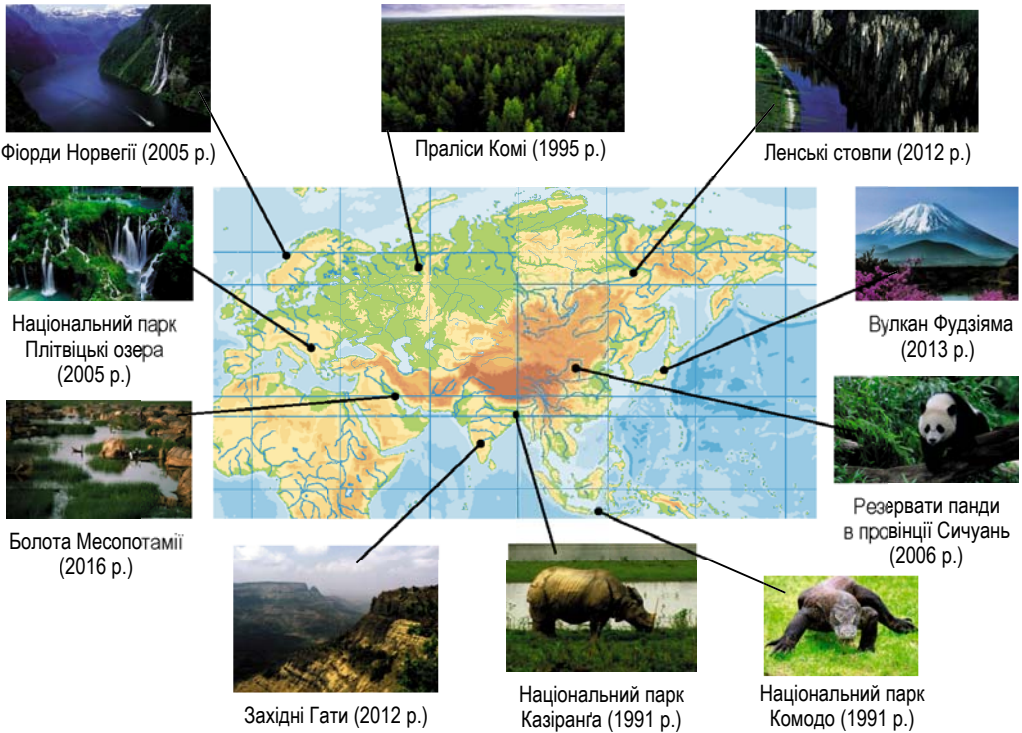 Фіорди Норвегії (2005 р.)
Праліси Комі (1995 р.)
Ленські стовпи (2012 р.)
Національний парк
Плітвіцькі озера
(2005 р.)
Вулкан Фудзіяма
(2013 р.)
Болота Месопотамії
(2016 р.)
Резервати панди
в провінції Сичуань
(2006 р.)
Західні Гати (2012 р.)
Національний парк
Казіранґа (1991 р.)
Національний парк
Комодо (1991 р.)